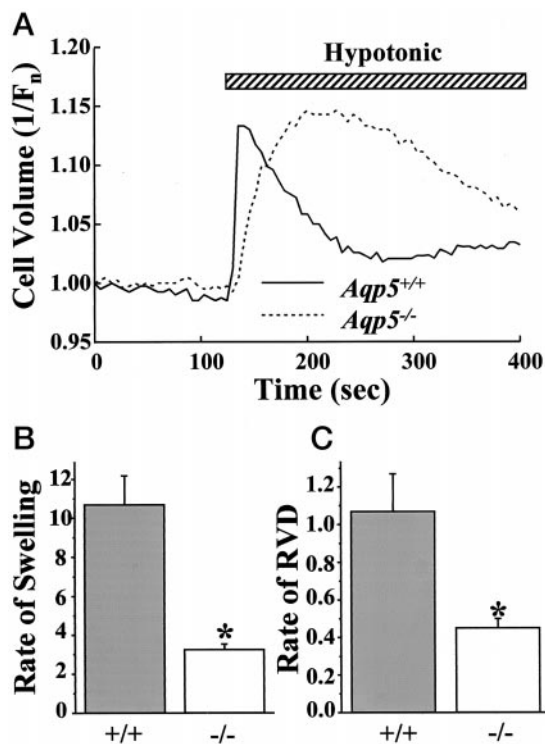 A
Cell Volume (1/Fn)
1.20
1.15
1.10
1.05
1.00
0.95
Hypotonic
Aqp5+/+
Aqp5-/-
0 100 200 300 400
Time (sec)
B
Rate of Swelling
12
10
8
6
4
2
0
*
+/+ -/-
C
Rate of RVD
1.2
1.0
0.8
0.6
0.4
0.2
0.0
*
+/+ -/-